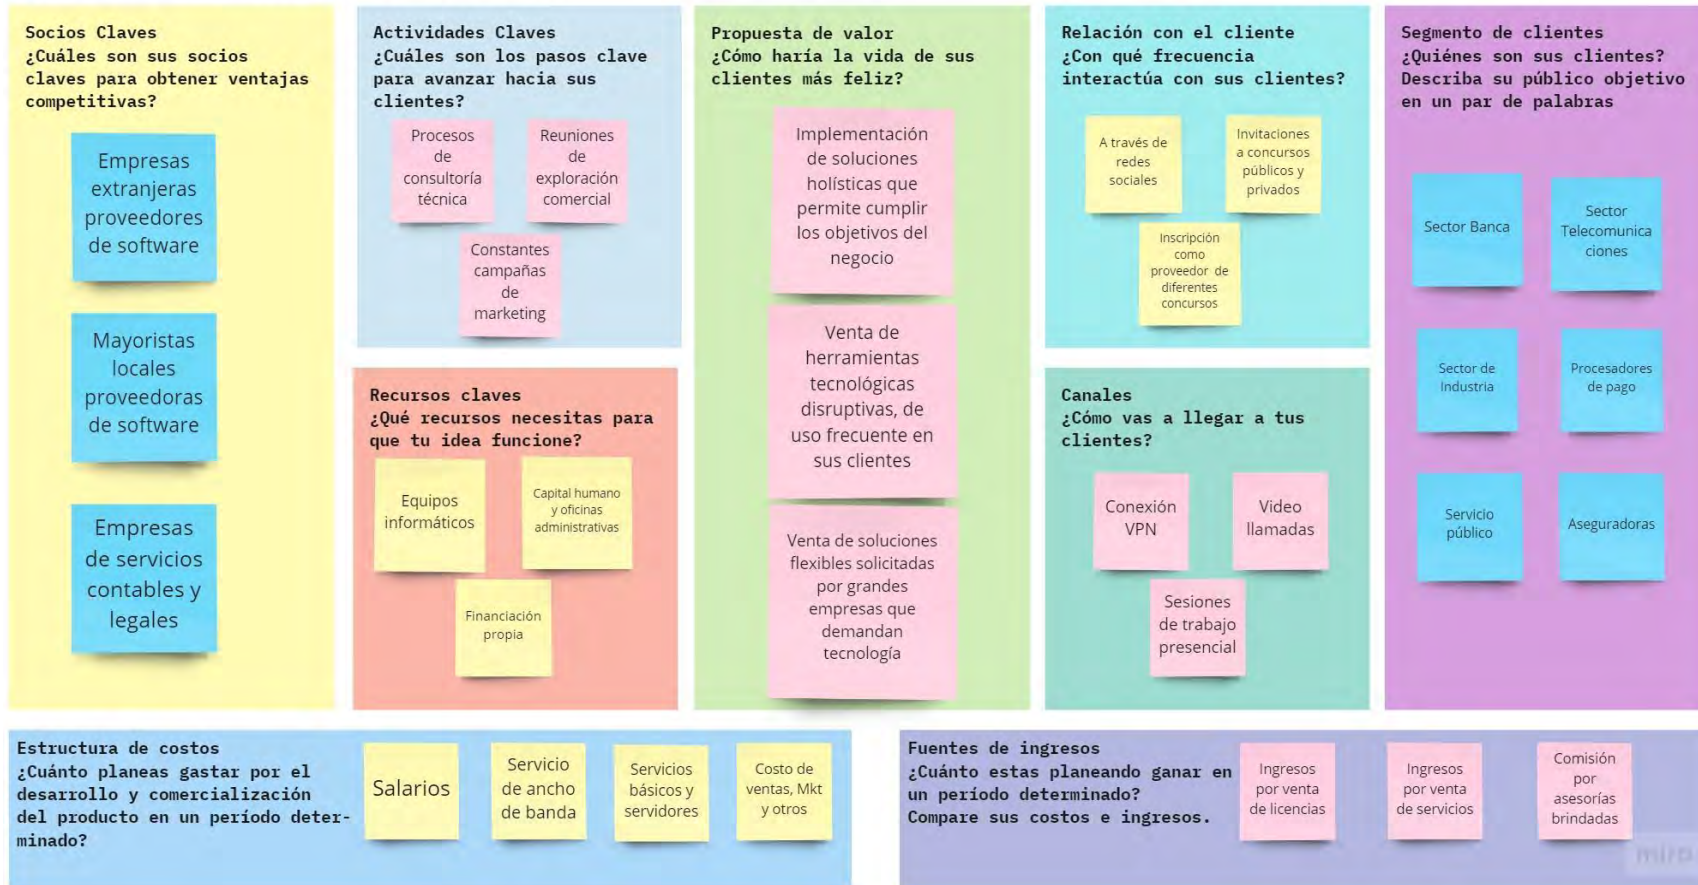 Socios Claves
¿Cuáles son sus socios
claves para obtener ventajas
competitivas?
Empresas
extranjeras
proveedores
de software
Mayoristas
locales
proveedoras
de software
Empresas
de servicios
contables y
legales
Actividades Claves
¿Cuáles son los pasos clave
para avanzar hacia sus
clientes?
Procesos
de
consultoría
técnica
Reuniones
de
exploración
comercial
Constantes
campañas
de
marketing
Recursos claves
¿Qué recursos necesitas para
que tu idea funcione?
Equipos
informáticos
Capital humano
y oficinas
administrativas
Financiación
propia
Propuesta de valor
¿Cómo haría la vida de sus
clientes más feliz?
Implementación
de soluciones
holísticas que
permite cumplir
los objetivos del
negocio
Venta de
herramientas
tecnológicas
disruptivas, de
uso frecuente en
sus clientes
Venta de soluciones
flexibles solicitadas
por grandes
empresas que
demandan
tecnología
Relación con el cliente
¿Con qué frecuencia
interactúa con sus clientes?
A través de
redes
sociales
Invitaciones
a concursos
públicos y
privados
Inscripción
como
proveedor de
diferentes
concursos
Canales
¿Cómo vas a llegar a tus
clientes?
Conexión
VPN
Video
llamadas
Sesiones
de trabajo
presencial
Segmento de clientes
¿Quiénes son sus clientes?
Describa su público objetivo
en un par de palabras
Sector Banca
Sector
Telecomunica
ciones
Sector de
Industria
Procesadores
de pago
Servicio
público
Aseguradoras
Estructura de costos
¿Cuánto planeas gastar por el
desarrollo y comercialización
del producto en un período deter-
minado?
Salarios
Servicio
de ancho
de banda
Servicios
básicos y
servidores
Costo de
ventas, Mkt
y otros
Fuentes de ingresos
¿Cuánto estas planeando ganar en
un período determinado?
Compare sus costos e ingresos.
Ingresos
por venta
de licencias
Ingresos
por venta
de servicios
Comisión
por
asesorías
brindadas
miro